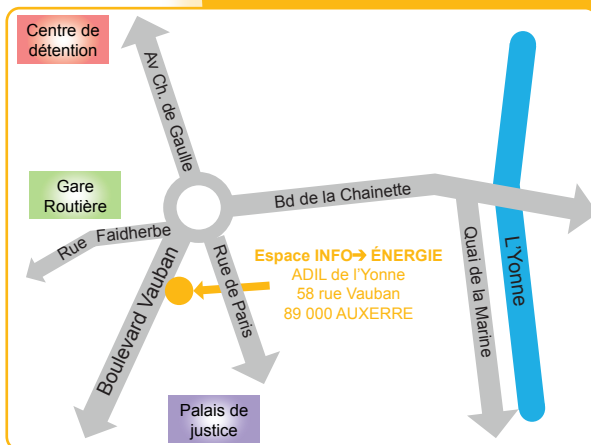 Centre de
détention
Av Ch. de Gaulle
Gare
Routière
Bd de la Chainette
Rue Faidherbe
Boulevard Vauban
Rue de Paris
Espace INFO→ ÉNERGIE
ADIL de l'Yonne
58 rue Vauban
89 000 AUXERRE
Quai de la Marine
L'Yonne
Palais de
justice